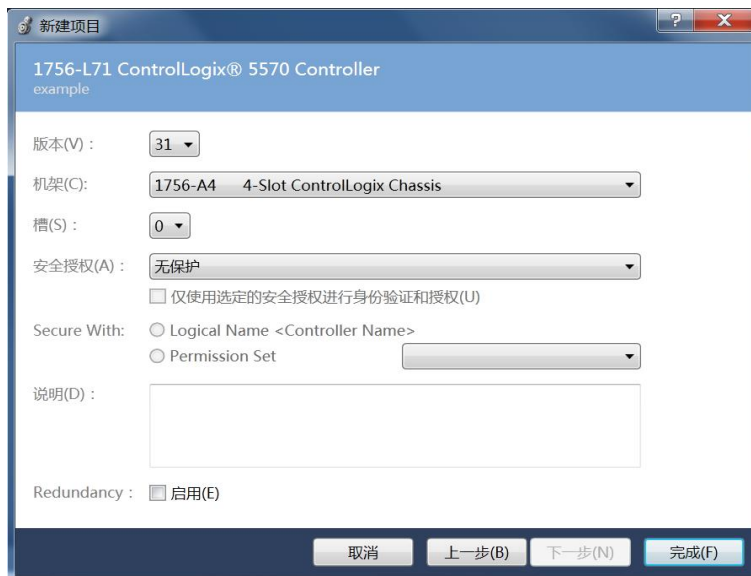 新建项目
?
X
1756-L71 ControlLogix® 5570 Controller
example
版本(V)：
31
机架(C):
1756-A4 4-Slot ControlLogix Chassis
槽(S)：
0
安全授权(A)：
无保护
仅使用选定的安全授权进行身份验证和授权(U)
Secure With:
Logical Name <Controller Name>
Permission Set
说明(D)：
Redundancy：
启用(E)
取消
上一步(B)
下一步(N)
完成(F)